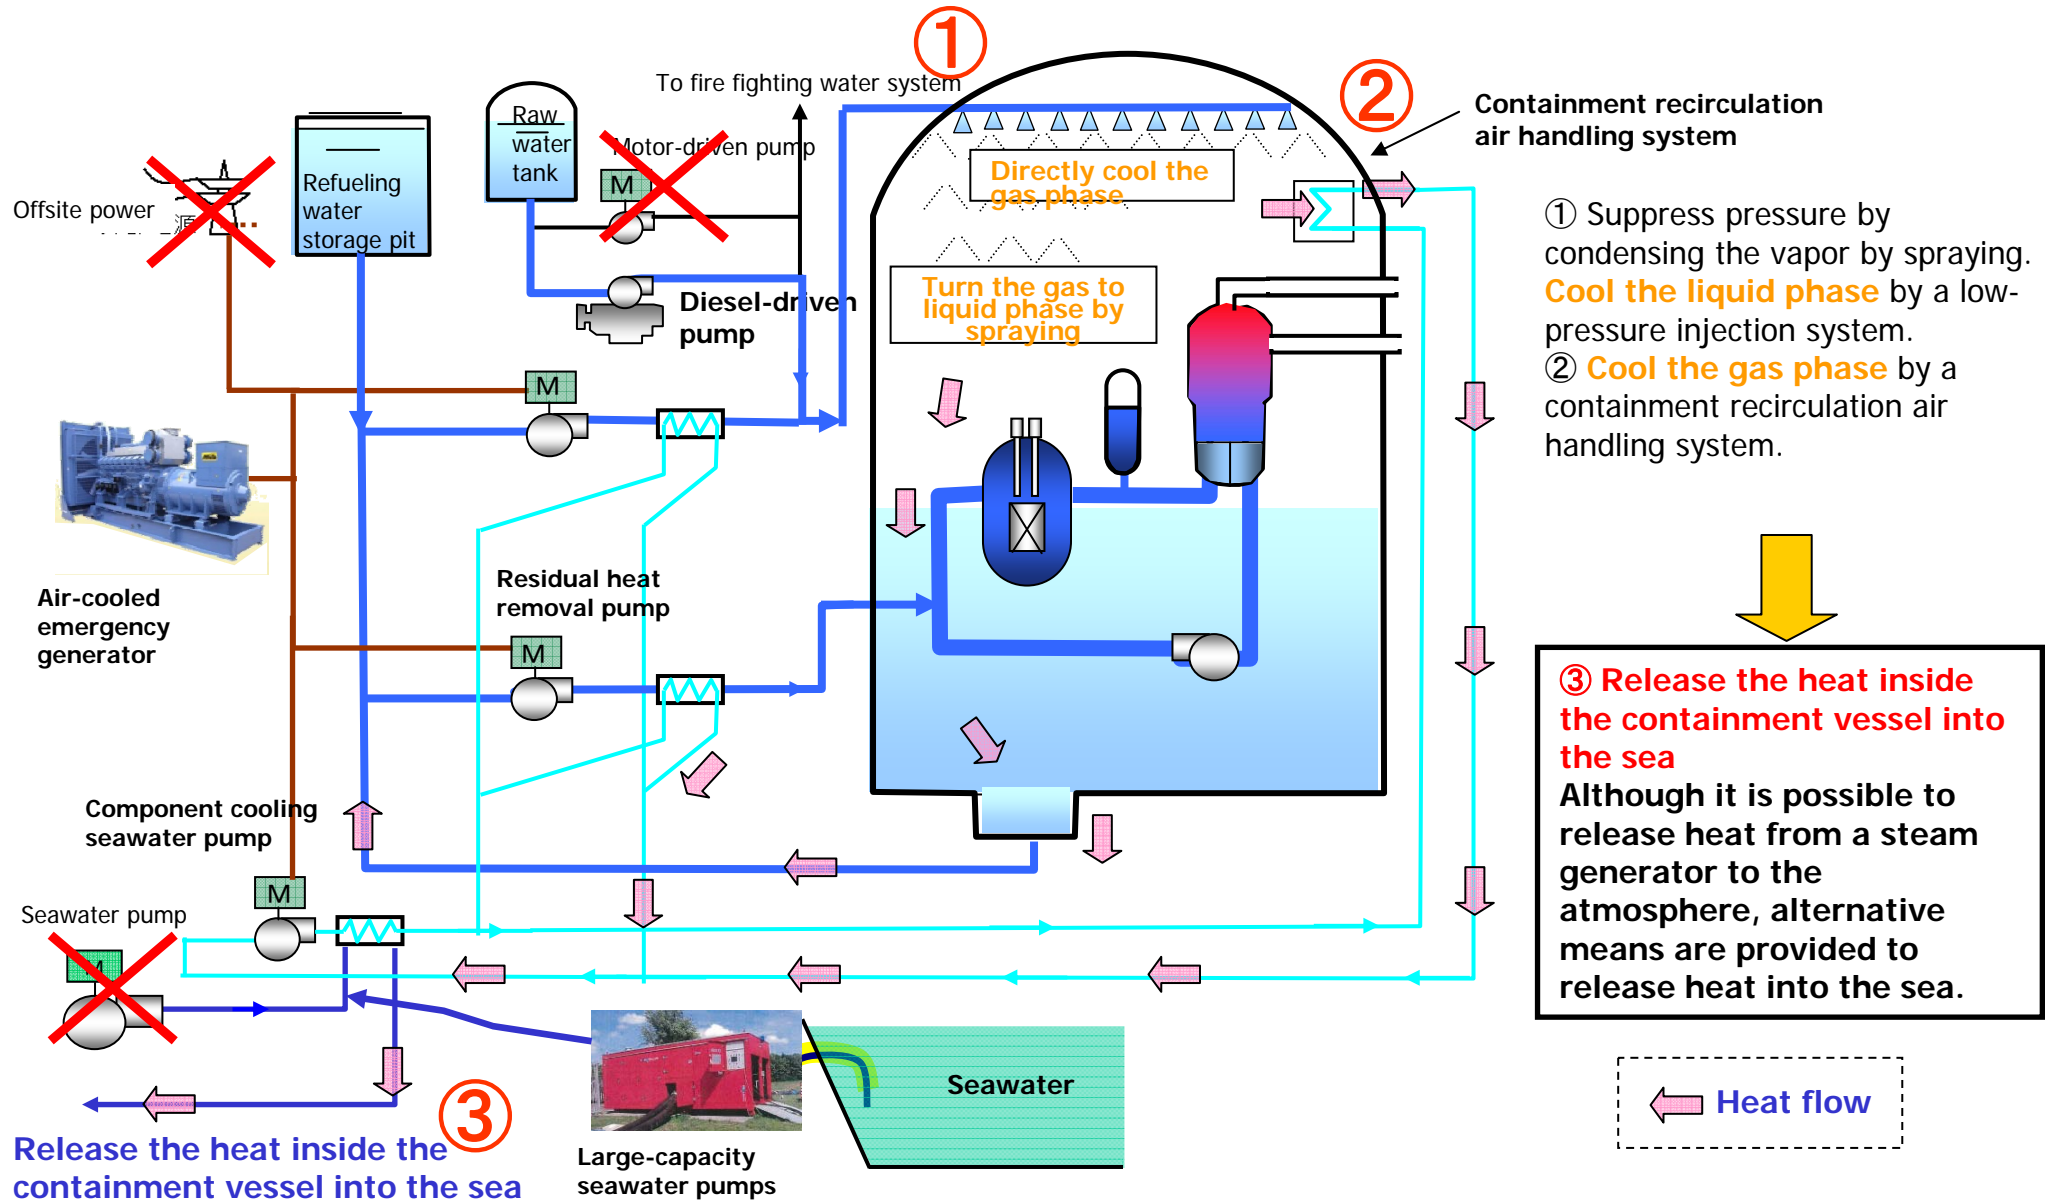 ①
②
To fire fighting water system
Containment recirculation
air handling system
Raw
water
tank
Motor-driven pump
M
Refueling
water
storage pit
Offsite power
源
Directly cool the
gas phase
① Suppress pressure by
condensing the vapor by spraying.
Cool the liquid phase by a low-
pressure injection system.
② Cool the gas phase by a
containment recirculation air
handling system.
Turn the gas to
liquid phase by
spraying
Diesel-driven
pump
M
Air-cooled
emergency
generator
Residual heat
removal pump
M
③ Release the heat inside
the containment vessel into
the sea
Although it is possible to
release heat from a steam
generator to the
atmosphere, alternative
means are provided to
release heat into the sea.
Component cooling
seawater pump
M
Seawater pump
M
Seawater
Heat flow
③
Release the heat inside the
containment vessel into the sea
Large-capacity
seawater pumps